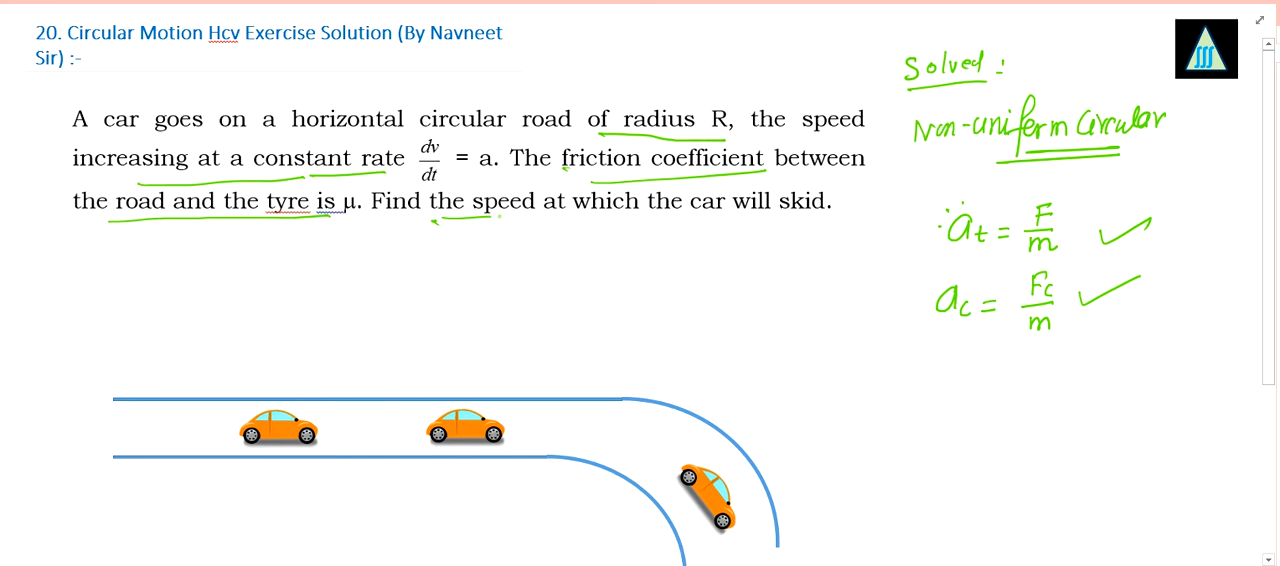 20. Circular Motion Hcv Exercise Solution (By Navneet
Sir) :-
A car goes on a horizontal circular road of radius R, the speed
increasing at a constant rate dv/dt = a. The friction coefficient between
the road and the tyre is μ. Find the speed at which the car will skid.
Solved :
Non-uniferm Circular
at = F/m
ac = Fc/m